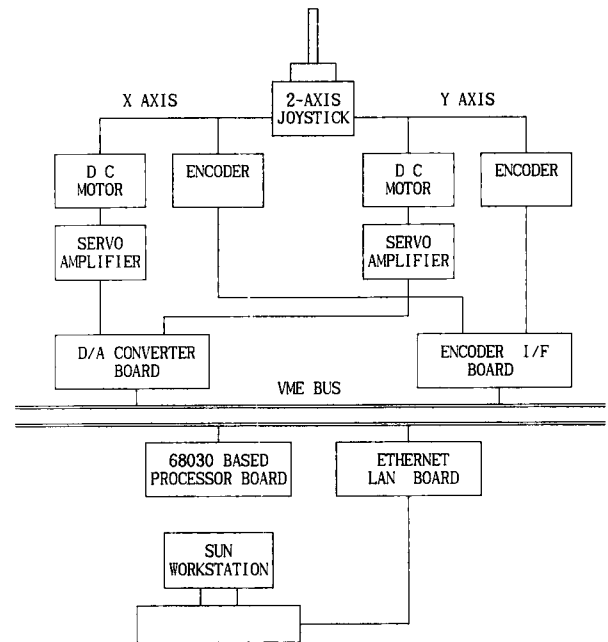 X AXIS
2-AXIS
JOYSTICK
Y AXIS
D C
MOTOR
ENCODER
D C
MOTOR
ENCODER
SERVO
AMPLIFIER
SERVO
AMPLIFIER
D/A CONVERTER
BOARD
ENCODER I/F
BOARD
VME BUS
68030 BASED
PROCESSOR BOARD
ETHERNET
LAN BOARD
SUN
WORKSTATION